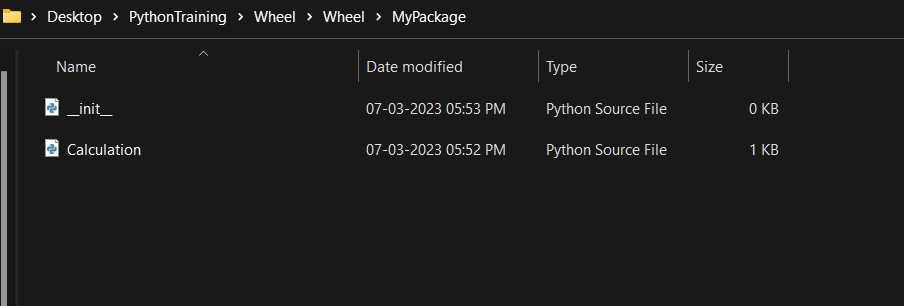 Desktop > PythonTraining > Wheel > Wheel > MyPackage
Name Date modified Type Size
__init__ 07-03-2023 05:53 PM Python Source File 0 KB
Calculation 07-03-2023 05:52 PM Python Source File 1 KB